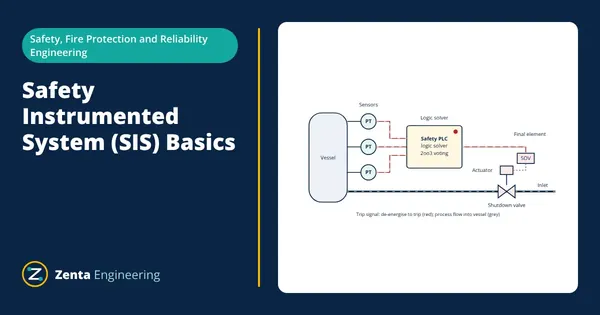 Safety, Fire Protection and Reliability
Engineering
Safety
Instrumented
System (SIS) Basics
Zenta Engineering
Sensors
Logic solver
PT
PT
PT
Vessel
Safety PLC
logic solver
2oo3 voting
Final element
SOV
Actuator
Inlet
Shutdown valve
Trip signal: de-energise to trip (red); process flow into vessel (grey)